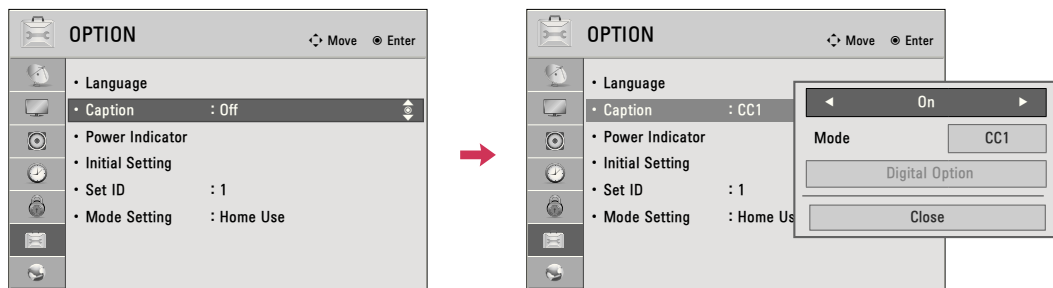 OPTION
Move Enter
• Language
• Caption : Off
• Power Indicator
• Initial Setting
• Set ID : 1
• Mode Setting : Home Use
OPTION
Move Enter
• Language
• Caption : CC1
• Power Indicator
• Initial Setting
• Set ID : 1
• Mode Setting : Home Us
On
Mode CC1
Digital Option
Close